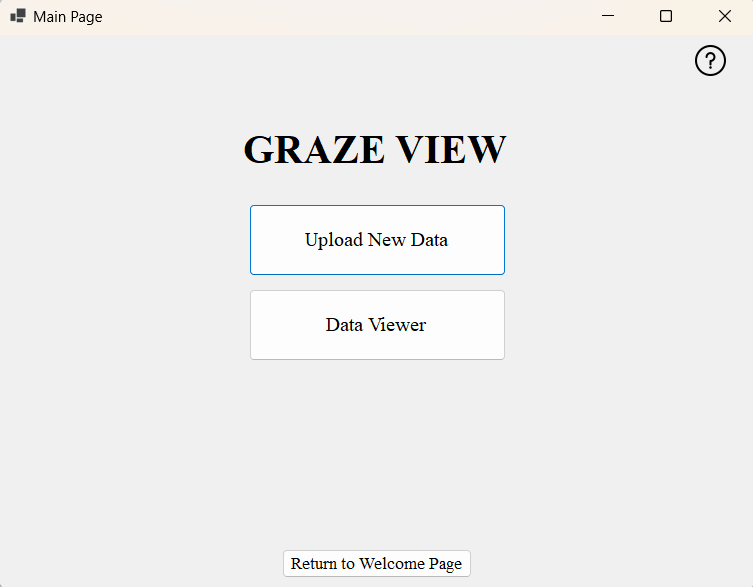 Main Page
?
GRAZE VIEW
Upload New Data
Data Viewer
Return to Welcome Page